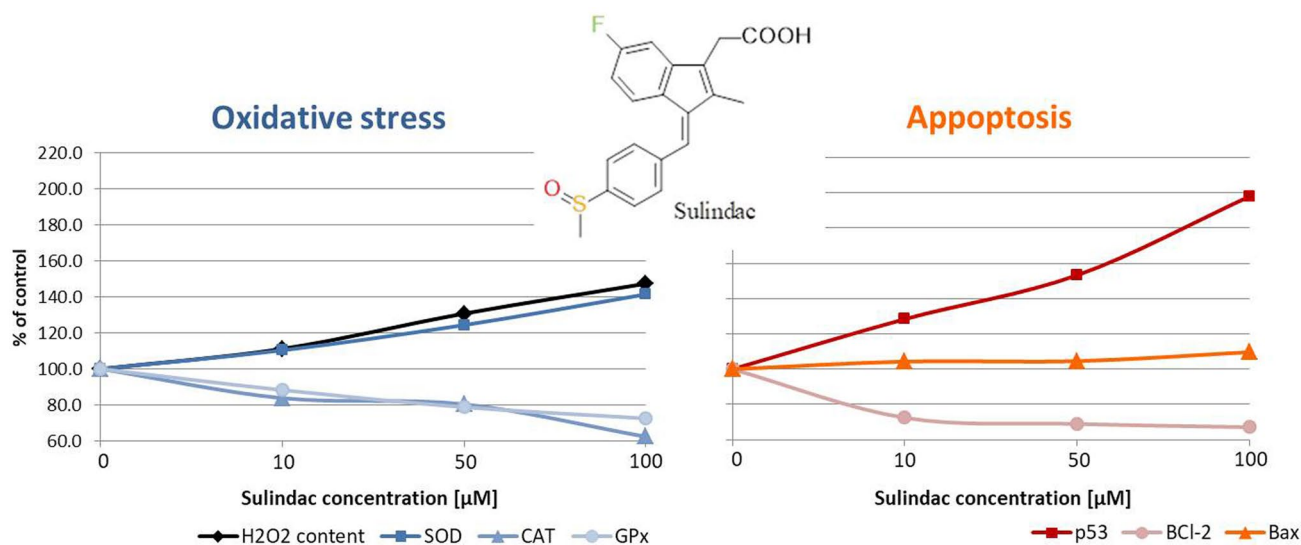 F
COOH
O
S
Sulindac
Oxidative stress
220.0
200.0
180.0
160.0
140.0
120.0
100.0
80.0
60.0
% of control
0 10 50 100
Sulindac concentration [µM]
H2O2 content SOD CAT GPx
Appoptosis
0 10 50 100
Sulindac concentration [µM]
p53 BCl-2 Bax